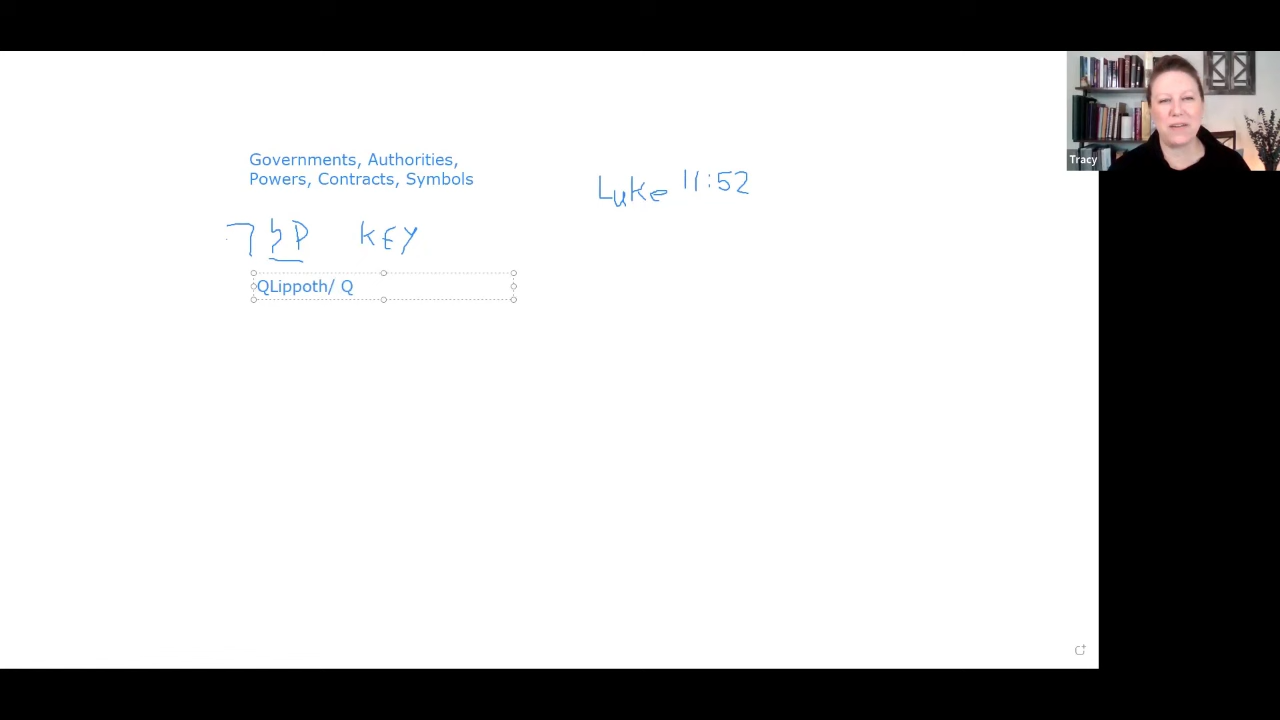 Governments, Authorities,
Powers, Contracts, Symbols
Luke 11:52
קלף KEY
QLippoth/ Q
Tracy